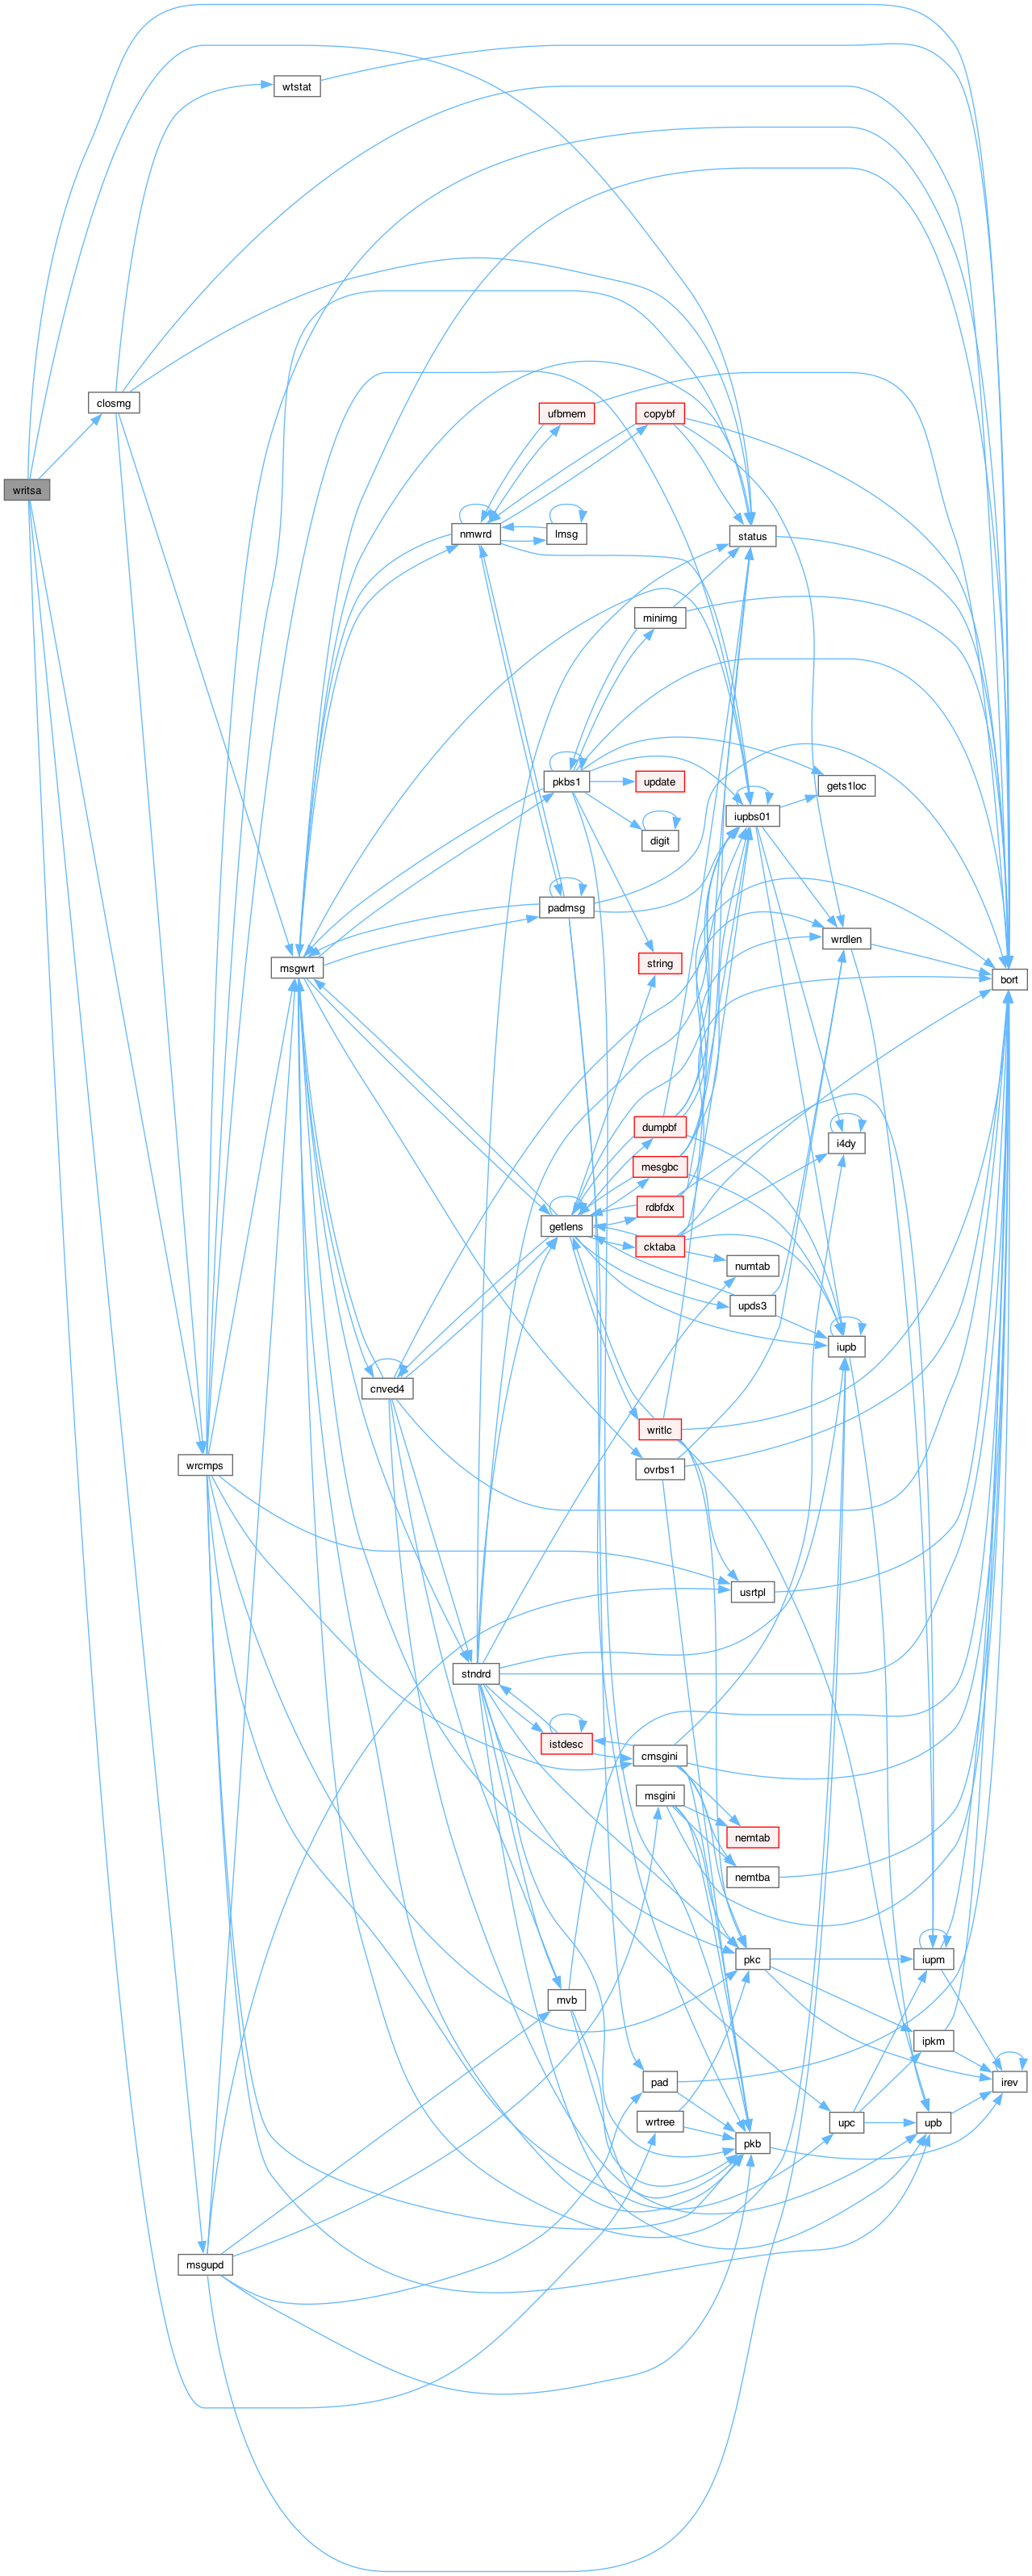 wtstat
closmg
ufbmem
copybf
writsa
nmwrd
lmsg
status
minimg
pkbs1
update
gets1loc
iupbs01
digit
padmsg
wrdlen
string
msgwrt
bort
dumpbf
i4dy
mesgbc
rdbfdx
getlens
cktaba
numtab
upds3
iupb
cnved4
writlc
wrcmps
ovrbs1
usrtpl
stndrd
istdesc
cmsgini
msgini
nemtab
nemtba
pkc
iupm
mvb
ipkm
pad
irev
wrtree
upc
upb
pkb
msgupd